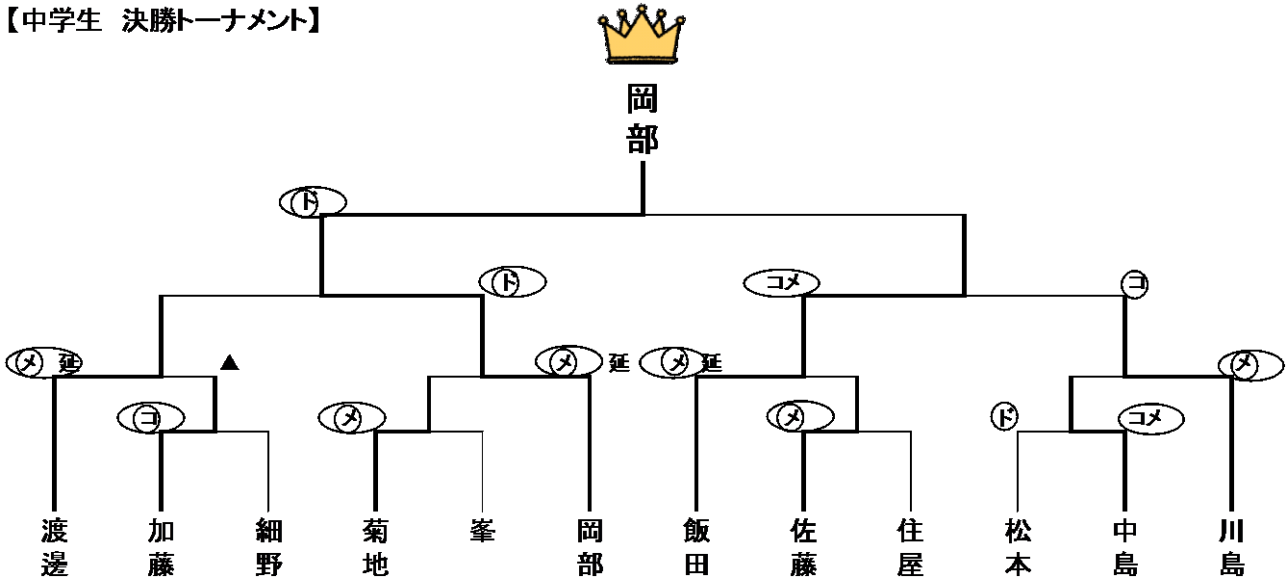 【中学生 決勝トーナメント】
岡部
ド
ド
コメ
コ
メ 延
▲
メ 延
メ 延
メ
コ
メ
メ
ド
コメ
渡邊
加藤
細野
菊地
峯
岡部
飯田
佐藤
住屋
松本
中島
川島